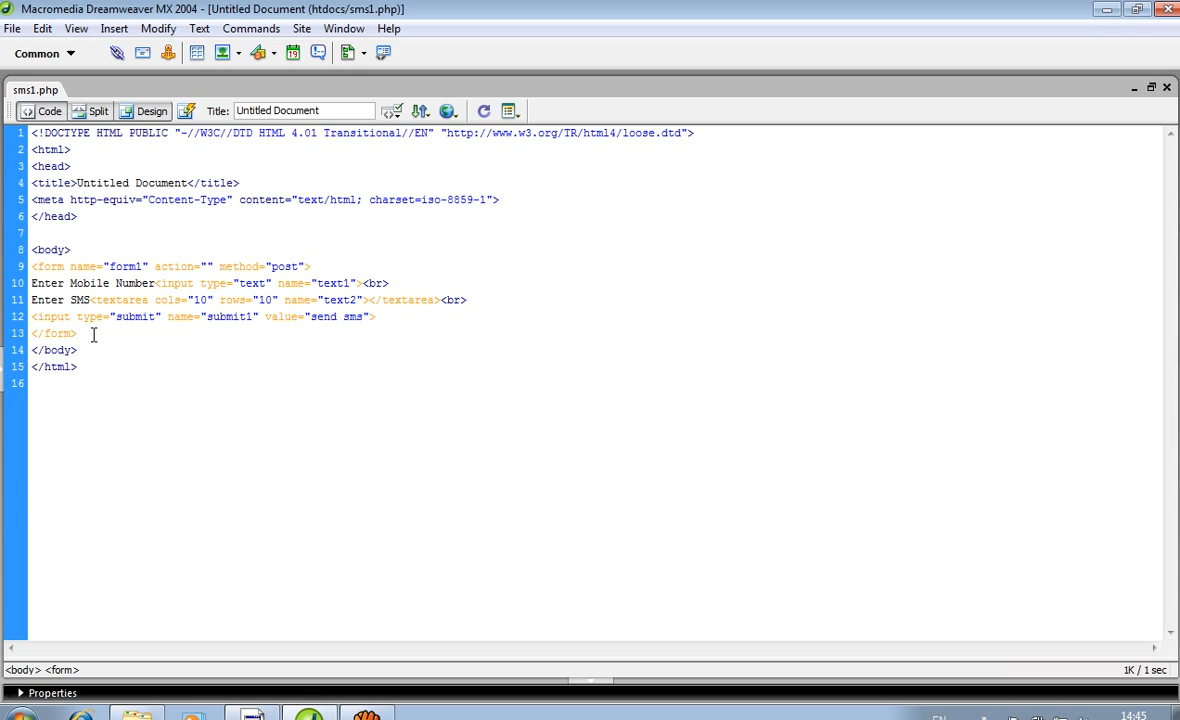 Macromedia Dreamweaver MX 2004 - [Untitled Document (htdocs/sms1.php)]
File Edit View Insert Modify Text Commands Site Window Help
Common
sms1.php
Code Split Design Title: Untitled Document
1 <!DOCTYPE HTML PUBLIC "-//W3C//DTD HTML 4.01 Transitional//EN" "http://www.w3.org/TR/html4/loose.dtd">
2 <html>
3 <head>
4 <title>Untitled Document</title>
5 <meta http-equiv="Content-Type" content="text/html; charset=iso-8859-1">
6 </head>
7
8 <body>
9 <form name="form1" action="" method="post">
10 Enter Mobile Number<input type="text" name="text1"><br>
11 Enter SMS<textarea cols="10" rows="10" name="text2"></textarea><br>
12 <input type="submit" name="submit1" value="send sms">
13 </form>
14 </body>
15 </html>
16
<body> <form> 1K / 1 sec
Properties
EN 14:45